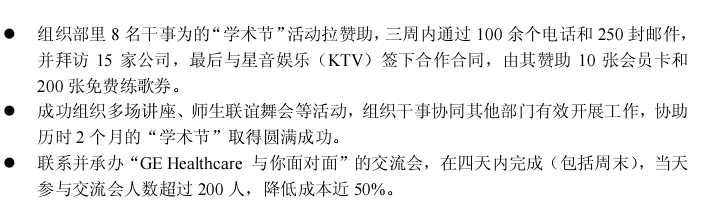 ● 组织部里 8 名干事为的“学术节”活动拉赞助，三周内通过 100 余个电话和 250 封邮件，
并拜访 15 家公司，最后与星音娱乐（KTV）签下合作合同，由其赞助 10 张会员卡和
200 张免费练歌券。
● 成功组织多场讲座、师生联谊舞会等活动，组织干事协同其他部门有效开展工作，协助
历时 2 个月的“学术节”取得圆满成功。
● 联系并承办“GE Healthcare 与你面对面”的交流会，在四天内完成（包括周末），当天
参与交流会人数超过 200 人，降低成本近 50%。